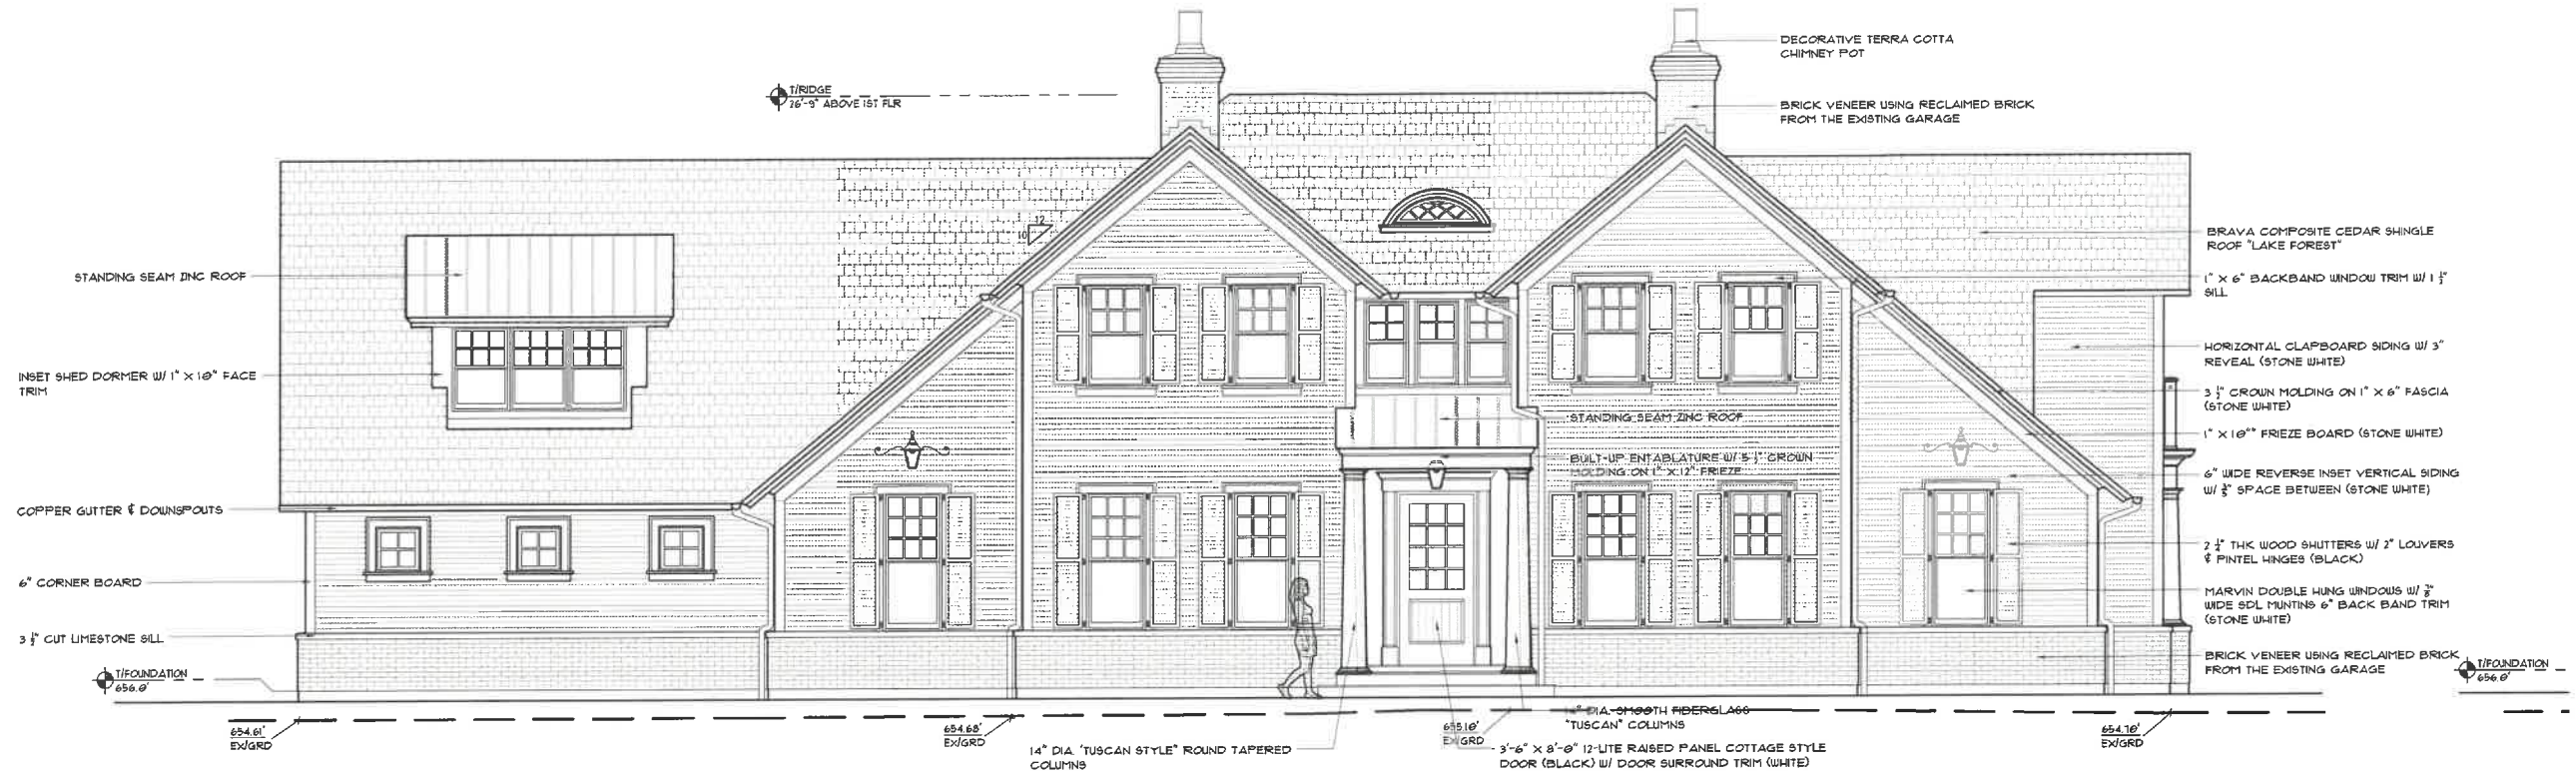 DECORATIVE TERRA COTTA
CHIMNEY POT
T/RIDGE
26'-9" ABOVE 1ST FLR
BRICK VENEER USING RECLAIMED BRICK
FROM THE EXISTING GARAGE
12
10
STANDING SEAM ZINC ROOF
INSET SHED DORMER W/ 1" X 10" FACE
TRIM
COPPER GUTTER & DOWNSPOUTS
6" CORNER BOARD
3 ½" CUT LIMESTONE SILL
T/FOUNDATION
656.0'
STANDING SEAM ZINC ROOF
BUILT-UP ENTABLATURE W/ 5 ½" CROWN
MOLDING ON 1" X 12" FRIEZE
BRAVA COMPOSITE CEDAR SHINGLE
ROOF "LAKE FOREST"
1" X 6" BACKBAND WINDOW TRIM W/ 1 ½"
SILL
HORIZONTAL CLAPBOARD SIDING W/ 3"
REVEAL (STONE WHITE)
3 ½" CROWN MOLDING ON 1" X 6" FASCIA
(STONE WHITE)
1" X 10"" FRIEZE BOARD (STONE WHITE)
6" WIDE REVERSE INSET VERTICAL SIDING
W/ SPACE BETWEEN (STONE WHITE)
THK WOOD SHUTTERS W/ 2" LOUVERS
& PINTEL HINGES (BLACK)
MARVIN DOUBLE HUNG WINDOWS W/ ⅞"
WIDE SDL MUNTINS 6" BACK BAND TRIM
(STONE WHITE)
BRICK VENEER USING RECLAIMED BRICK
FROM THE EXISTING GARAGE
T/FOUNDATION
656.0'
654.61'
EX/GRD
654.68'
EX/GRD
655.10'
EX/GRD
654.70'
EX/GRD
14" DIA. SMOOTH FIBERGLASS
"TUSCAN" COLUMNS
14" DIA. "TUSCAN STYLE" ROUND TAPERED
COLUMNS
3'-6" X 8'-0" 12-LITE RAISED PANEL COTTAGE STYLE
DOOR (BLACK) W/ DOOR SURROUND TRIM (WHITE)